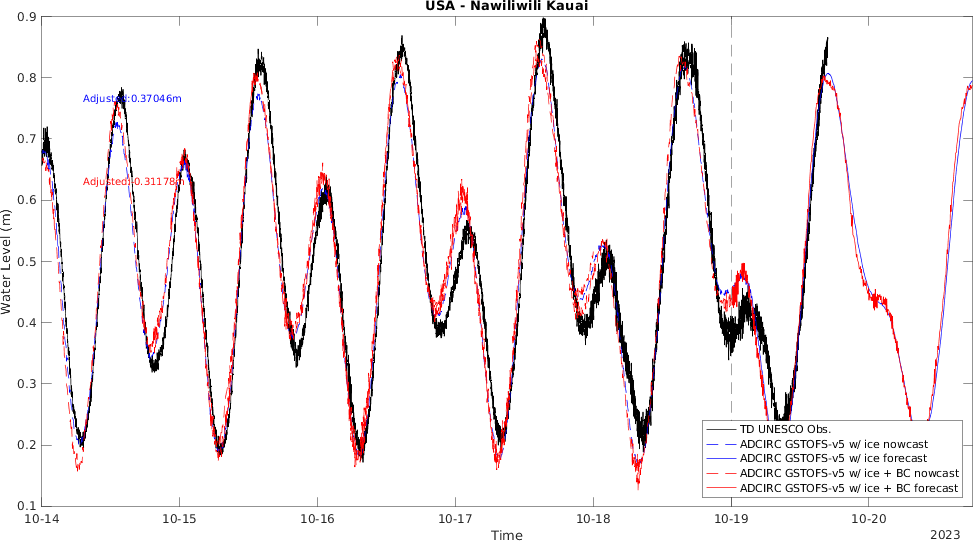 USA - Nawiliwili Kauai
0.9
0.8
0.7
0.6
0.5
0.4
0.3
0.2
0.1
Water Level (m)
Adjusted:0.37046m
Adjusted:-0.31178m
TD UNESCO Obs.
ADCIRC GSTOFS-v5 w/ ice nowcast
ADCIRC GSTOFS-v5 w/ ice forecast
ADCIRC GSTOFS-v5 w/ ice + BC nowcast
ADCIRC GSTOFS-v5 w/ ice + BC forecast
10-14 10-15 10-16 10-17 10-18 10-19 10-20
Time
2023